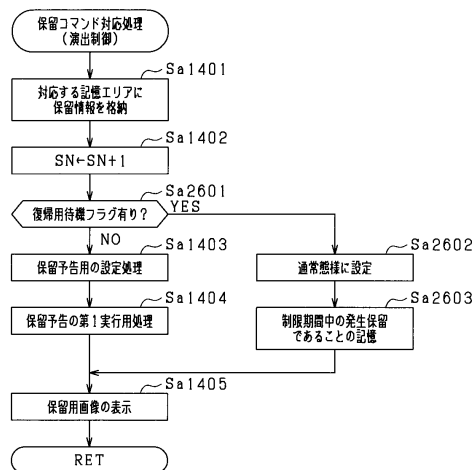 保留コマンド対応処理
(演出制御)
Sa1401
対応する記憶エリアに
保留情報を格納
Sa1402
SN←SN+1
Sa2601
復帰用待機フラグ有り?
YES
NO
Sa1403
保留予告用の設定処理
Sa2602
通常態様に設定
Sa1404
保留予告の第1実行用処理
Sa2603
制限期間中の発生保留
であることの記憶
Sa1405
保留用画像の表示
RET